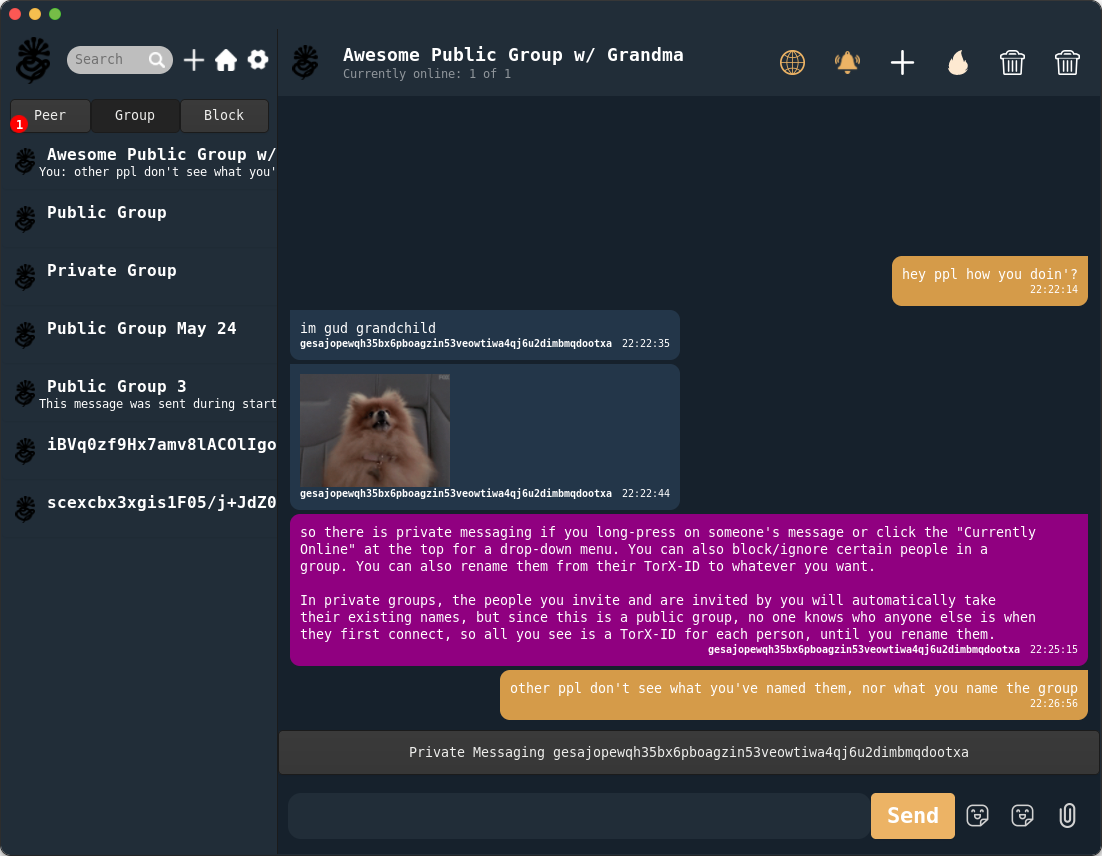 Search
Peer
Group
Block
1
Awesome Public Group w/
You: other ppl don't see what you'
Public Group
Private Group
Public Group May 24
Public Group 3
This message was sent during start
iBVq0zf9Hx7amv8lACOlIgo
scexcbx3xgis1F05/j+JdZ0
Awesome Public Group w/ Grandma
Currently online: 1 of 1
hey ppl how you doin'?
22:22:14
im gud grandchild
gesajopewqh35bx6pboagzin53veowtiwa4qj6u2dimbmqdootxa 22:22:35
gesajopewqh35bx6pboagzin53veowtiwa4qj6u2dimbmqdootxa 22:22:44
so there is private messaging if you long-press on someone's message or click the "Currently
Online" at the top for a drop-down menu. You can also block/ignore certain people in a
group. You can also rename them from their TorX-ID to whatever you want.
In private groups, the people you invite and are invited by you will automatically take
their existing names, but since this is a public group, no one knows who anyone else is when
they first connect, so all you see is a TorX-ID for each person, until you rename them.
gesajopewqh35bx6pboagzin53veowtiwa4qj6u2dimbmqdootxa 22:25:15
other ppl don't see what you've named them, nor what you name the group
22:26:56
Private Messaging gesajopewqh35bx6pboagzin53veowtiwa4qj6u2dimbmqdootxa
Send